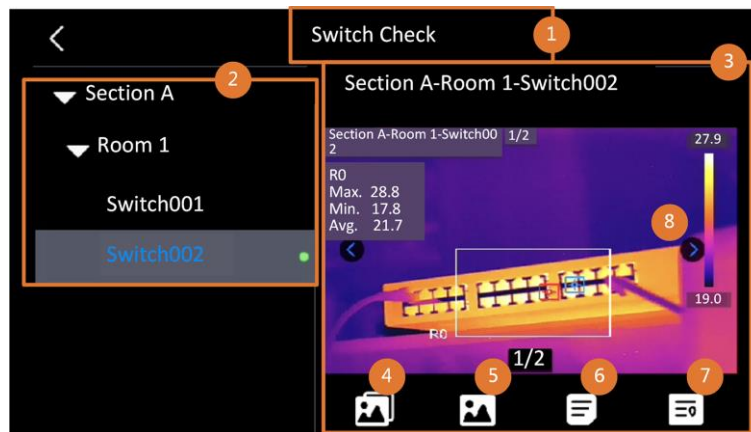 Switch Check
1
2
3
Section A
Room 1
Switch001
Switch002
Section A-Room 1-Switch002
Section A-Room 1-Switch00
2
1/2
27.9
R0
Max. 28.8
Min. 17.8
Avg. 21.7
8
19.0
R0
1/2
4
5
6
7